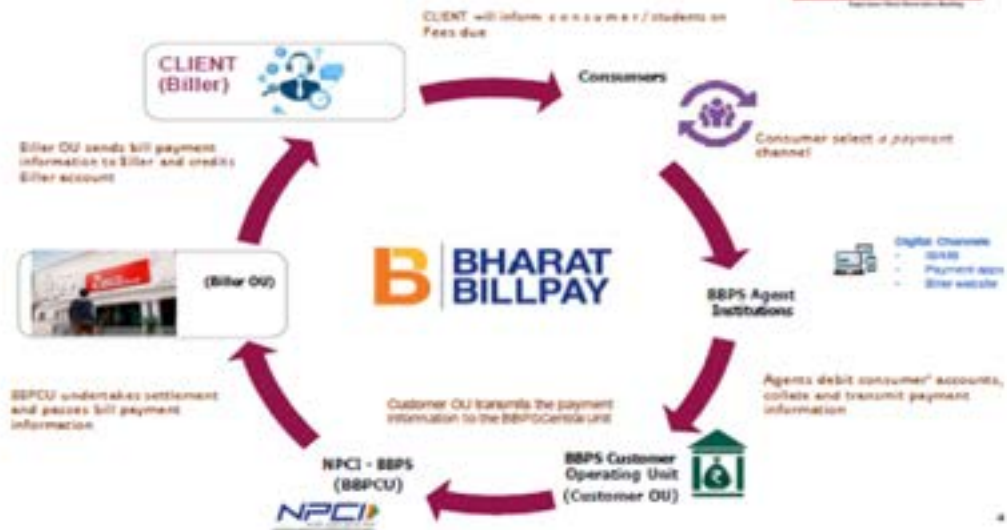 CLIENT will inform consumer / students on
Fees due
CLIENT
(Biller)
Consumers
Consumer select a payment
channel
Biller OU sends bill payment
information to Biller and credits
Biller account
(Biller OU)
BHARAT
BILLPAY
BBPS Agent
Institutions
Digital Channels
- Payment apps
- Biller website
Agents debit consumer' accounts,
collate and transmit payment
information
BBPCU undertakes settlement
and passes bill payment
information
Customer OU transmits the payment
information to the BBPSCentral unit
NPCI - BBPS
(BBPCU)
NPCI
BBPS Customer
Operating Unit
(Customer OU)